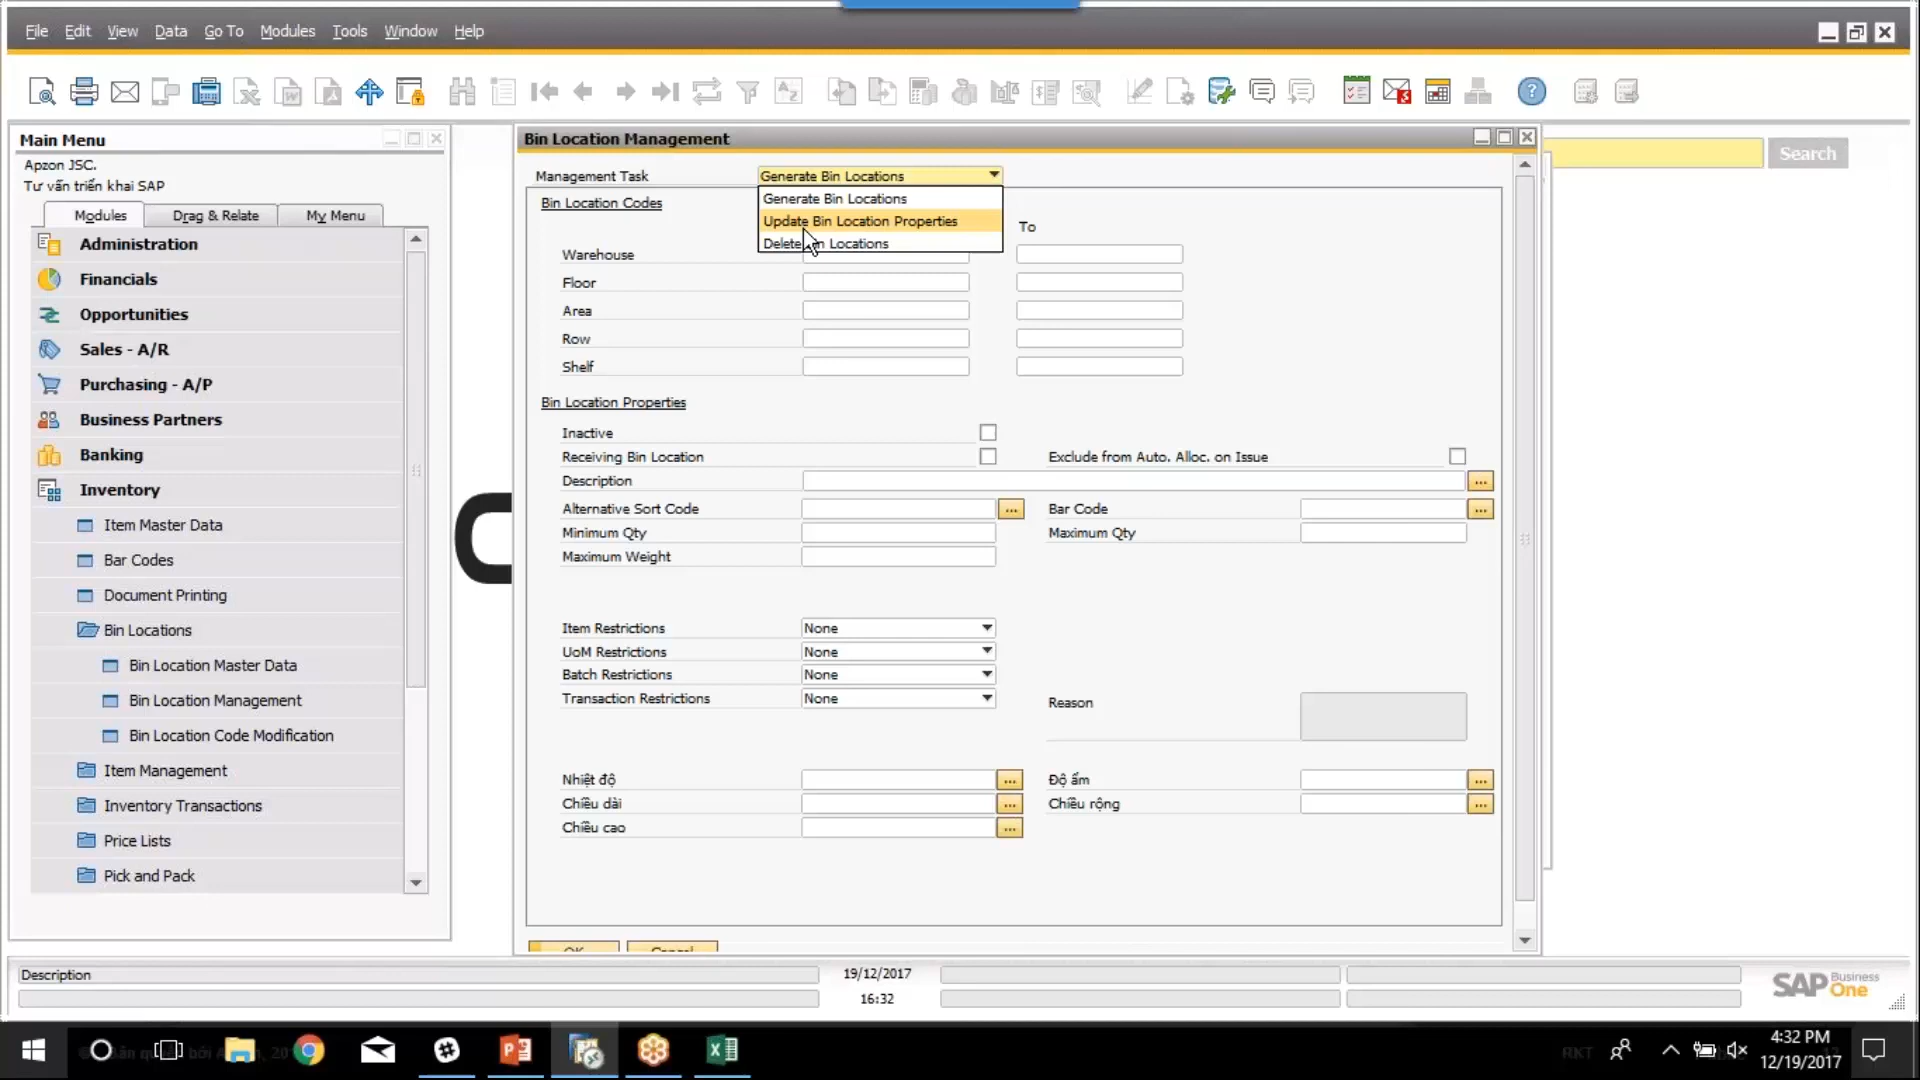 File Edit View Data Go To Modules Tools Window Help
Main Menu
Apzon JSC.
Tư vấn triển khai SAP
Modules Drag & Relate My Menu
Administration
Financials
Opportunities
Sales - A/R
Purchasing - A/P
Business Partners
Banking
Inventory
Item Master Data
Bar Codes
Document Printing
Bin Locations
Bin Location Master Data
Bin Location Management
Bin Location Code Modification
Item Management
Inventory Transactions
Price Lists
Pick and Pack
Bin Location Management
Search
Management Task Generate Bin Locations
Generate Bin Locations
Update Bin Location Properties
Delete Locations
Bin Location Codes
To
Warehouse
Floor
Area
Row
Shelf
Bin Location Properties
Inactive
Receiving Bin Location Exclude from Auto. Alloc. on Issue
Description ...
Alternative Sort Code ... Bar Code ...
Minimum Qty Maximum Qty
Maximum Weight
Item Restrictions None
UoM Restrictions None
Batch Restrictions None
Transaction Restrictions None Reason
Nhiệt độ ... Độ ẩm ...
Chiều dài ... Chiều rộng ...
Chiều cao ...
OK Cancel
Description 19/12/2017
16:32
SAP Business One
RKT
4:32 PM
12/19/2017